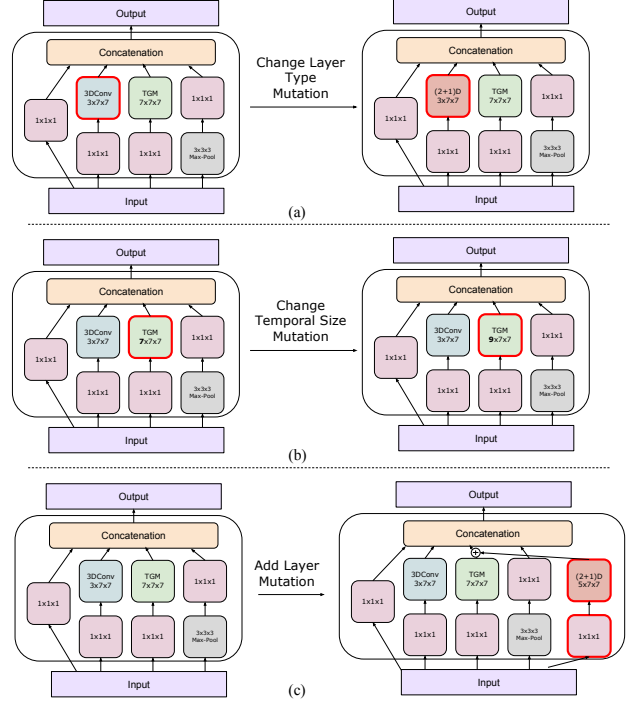 Output
Concatenation
3DConv
3x7x7
TGM
7x7x7
1x1x1
1x1x1
1x1x1
1x1x1
3x3x3
Max-Pool
Input
Change Layer
Type
Mutation
Output
Concatenation
(2+1)D
3x7x7
TGM
7x7x7
1x1x1
1x1x1
1x1x1
1x1x1
3x3x3
Max-Pool
Input
(a)
Output
Concatenation
3DConv
3x7x7
TGM
7x7x7
1x1x1
1x1x1
1x1x1
1x1x1
3x3x3
Max-Pool
Input
Change
Temporal Size
Mutation
Output
Concatenation
3DConv
3x7x7
TGM
9x7x7
1x1x1
1x1x1
1x1x1
1x1x1
3x3x3
Max-Pool
Input
(b)
Output
Concatenation
3DConv
3x7x7
TGM
7x7x7
1x1x1
1x1x1
1x1x1
1x1x1
3x3x3
Max-Pool
Input
Add Layer
Mutation
Output
Concatenation
+
3DConv
3x7x7
TGM
7x7x7
1x1x1
(2+1)D
5x7x7
1x1x1
1x1x1
1x1x1
3x3x3
Max-Pool
1x1x1
Input
(c)